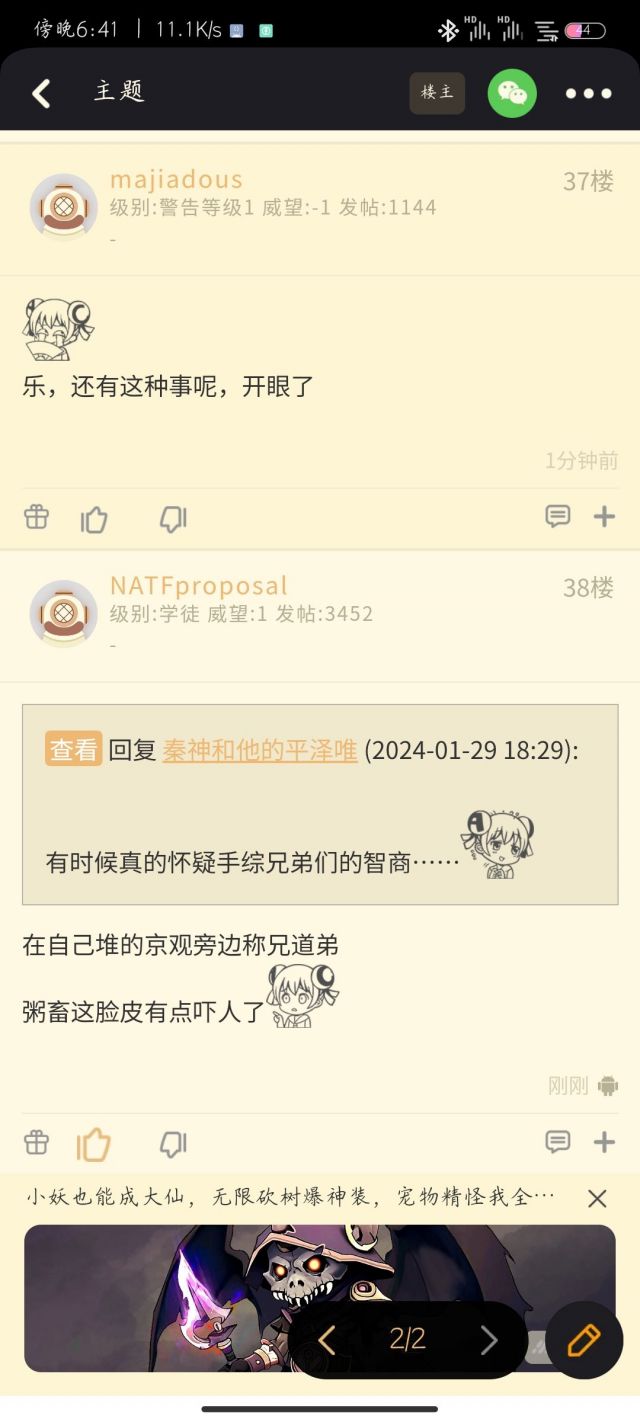 傍晚6:41 | 11.1K/s
HD HD 44
主题
楼主
majiadous
37楼
级别:警告等级1 威望:-1 发帖:1144
-
乐，还有这种事呢，开眼了
1分钟前
NATFproposal
38楼
级别:学徒 威望:1 发帖:3452
-
查看 回复 秦神和他的平泽唯 (2024-01-29 18:29):
有时候真的怀疑手综兄弟们的智商……
在自己堆的京观旁边称兄道弟
粥畜这脸皮有点吓人了
刚刚
小妖也能成大仙，无限砍树爆神装，宠物精怪我全…
2/2